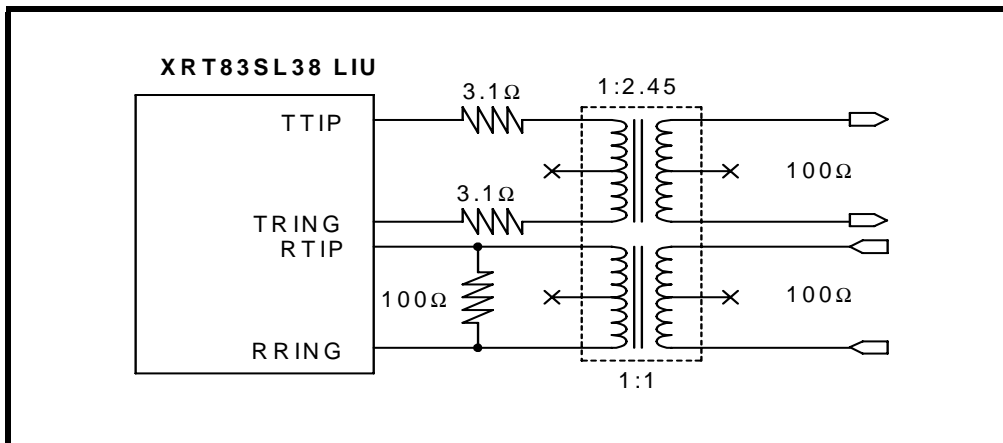 XRT83SL38 LIU
3.1Ω
1:2.45
TTIP
100Ω
3.1Ω
TRING
RTIP
100Ω
100Ω
RRING
1:1